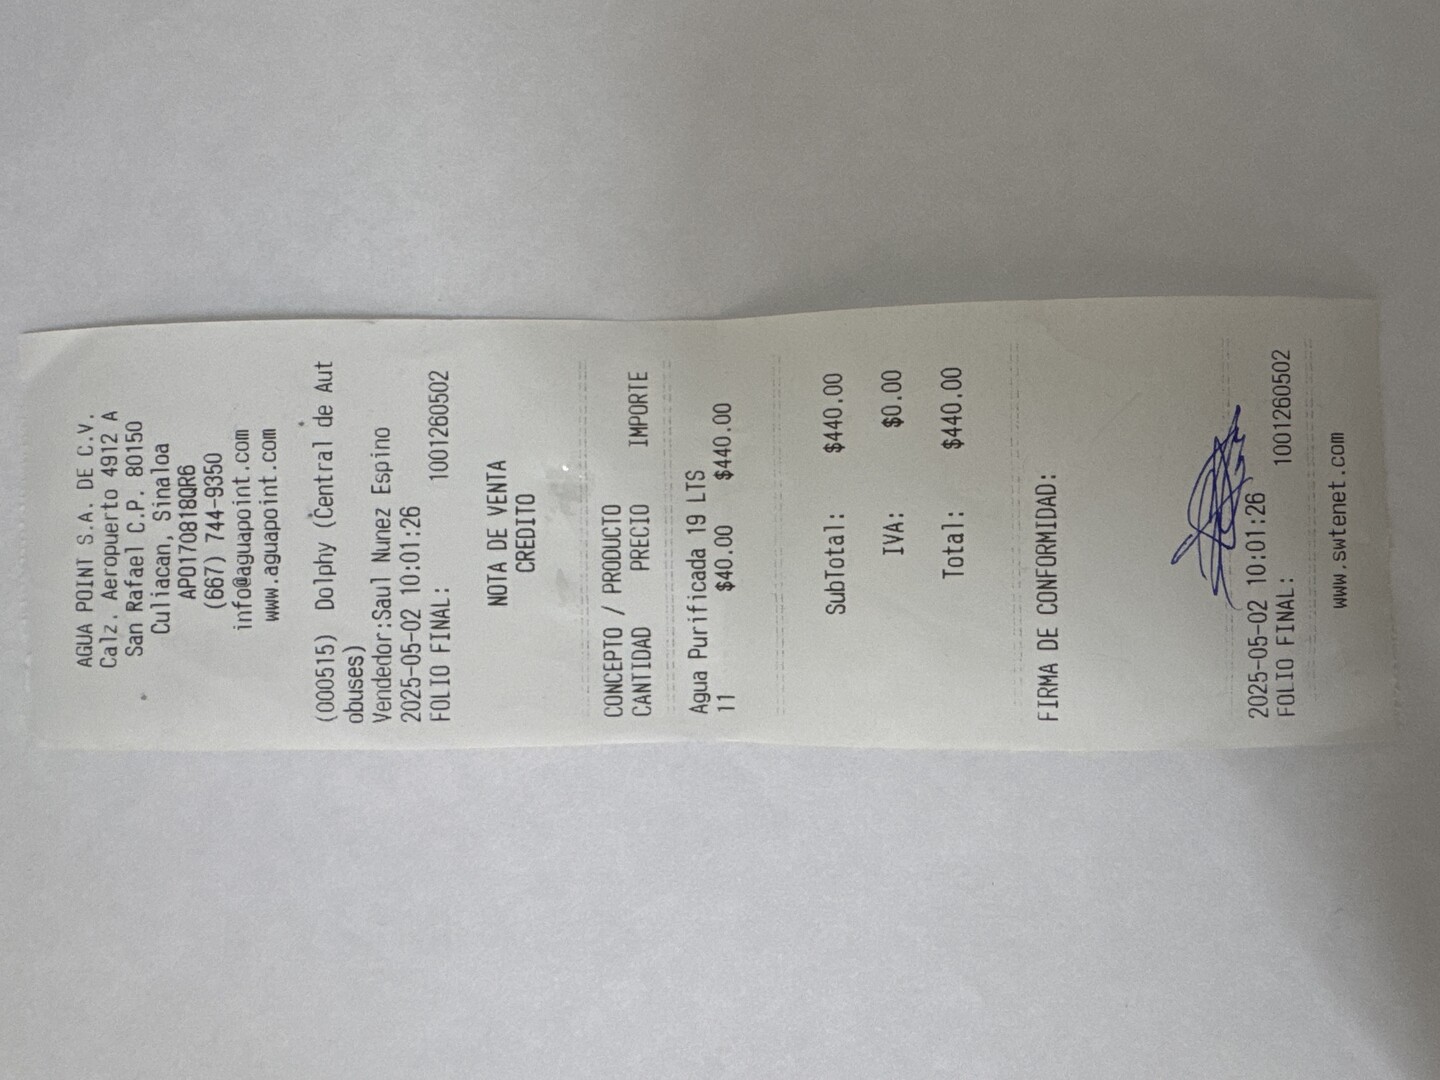 AGUA POINT S.A. DE C.V.
Calz. Aeropuerto 4912 A
San Rafael C.P. 80150
Culiacan, Sinaloa
APO170818QR6
(667) 744-9350
info@aguapoint.com
www.aguapoint.com
(000515) Dolphy (Central de Aut
obuses)
Vendedor:Saul Nunez Espino
2025-05-02 10:01:26
FOLIO FINAL: 1001260502
NOTA DE VENTA
CREDITO
CONCEPTO / PRODUCTO
CANTIDAD PRECIO IMPORTE
Agua Purificada 19 LTS
11 $40.00 $440.00
SubTotal: $440.00
IVA: $0.00
Total: $440.00
FIRMA DE CONFORMIDAD:
2025-05-02 10:01:26
FOLIO FINAL: 1001260502
www.swtenet.com